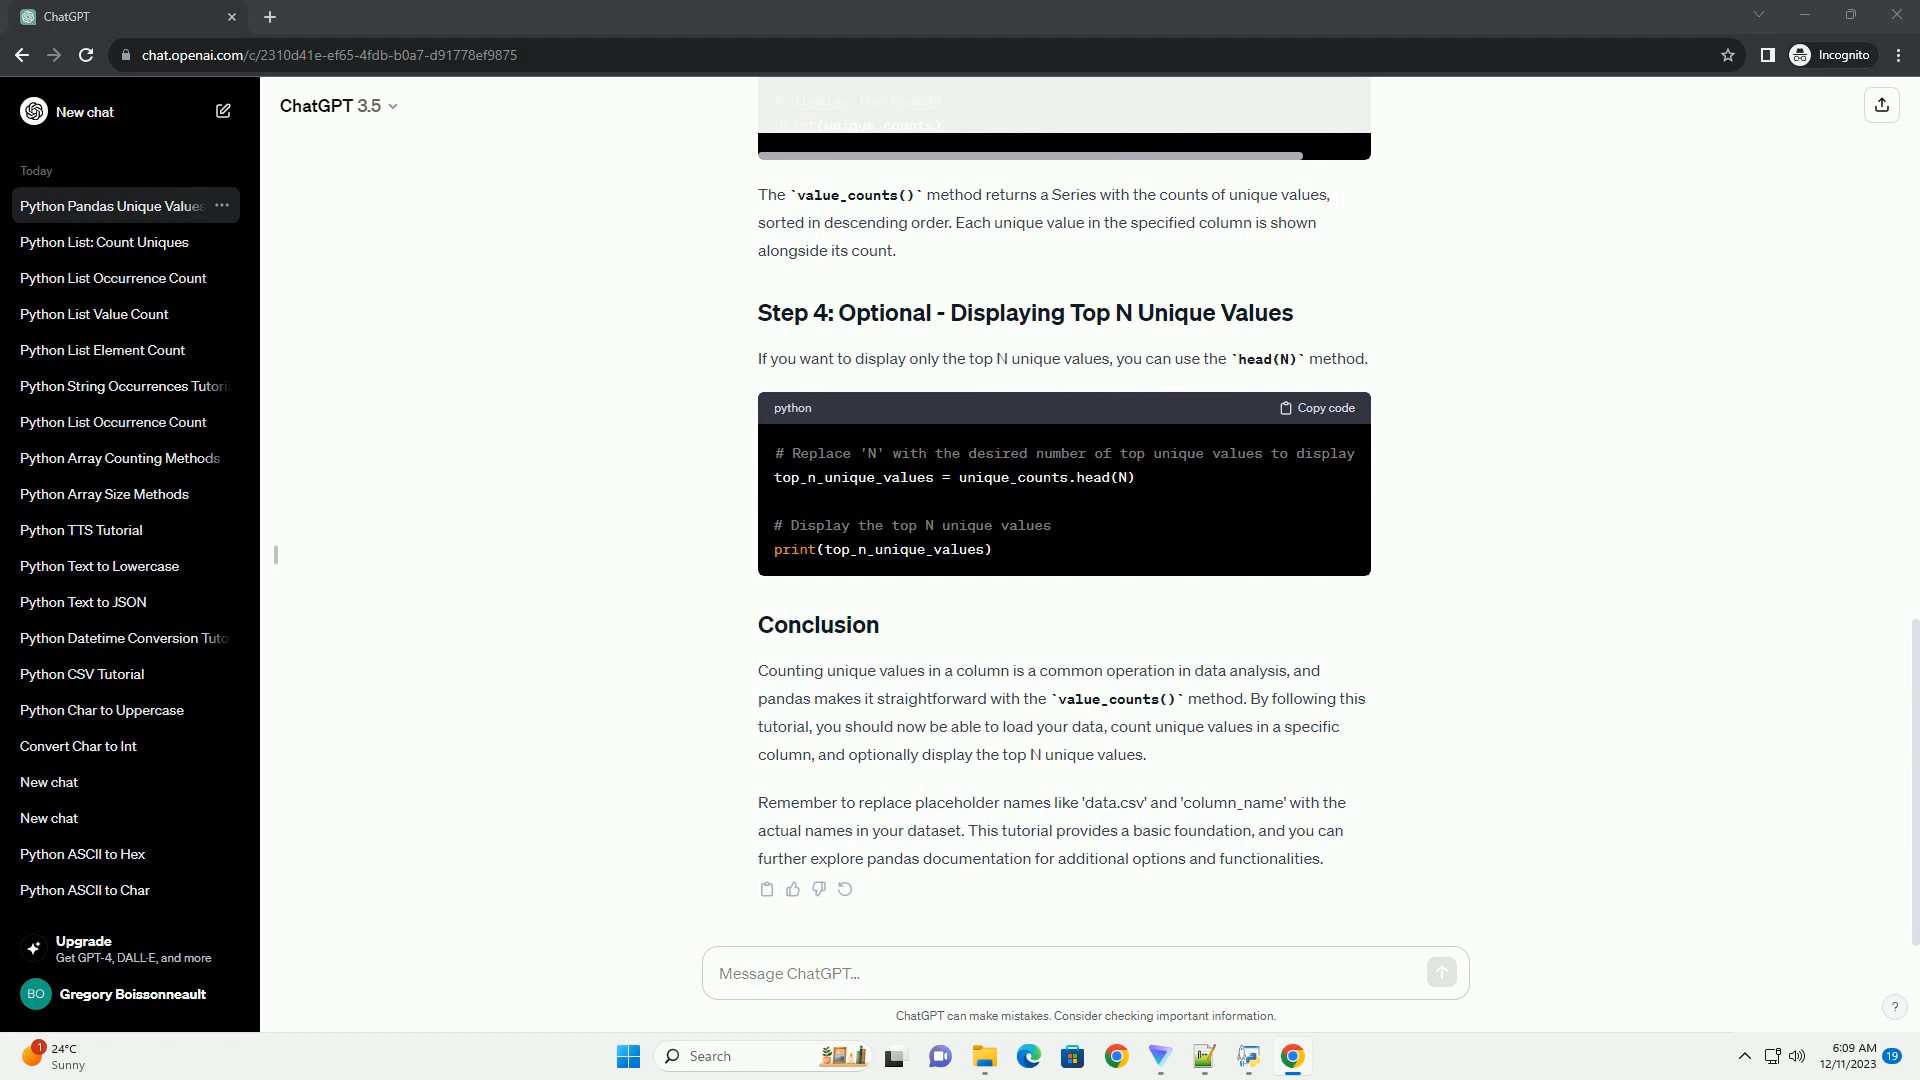 ChatGPT
chat.openai.com/c/2310d41e-ef65-4fdb-b0a7-d91778ef9875
Incognito
New chat
Today
Python Pandas Unique Values
Python List: Count Uniques
Python List Occurrence Count
Python List Value Count
Python List Element Count
Python String Occurrences Tutori
Python List Occurrence Count
Python Array Counting Methods
Python Array Size Methods
Python TTS Tutorial
Python Text to Lowercase
Python Text to JSON
Python Datetime Conversion Tuto
Python CSV Tutorial
Python Char to Uppercase
Convert Char to Int
New chat
New chat
Python ASCII to Hex
Python ASCII to Char
Upgrade
Get GPT-4, DALL·E, and more
BO
Gregory Boissonneault
ChatGPT 3.5
print(unique_counts)
The `value_counts()` method returns a Series with the counts of unique values,
sorted in descending order. Each unique value in the specified column is shown
alongside its count.
Step 4: Optional - Displaying Top N Unique Values
If you want to display only the top N unique values, you can use the `head(N)` method.
python
Copy code
# Replace 'N' with the desired number of top unique values to display
top_n_unique_values = unique_counts.head(N)
# Display the top N unique values
print(top_n_unique_values)
Conclusion
Counting unique values in a column is a common operation in data analysis, and
pandas makes it straightforward with the `value_counts()` method. By following this
tutorial, you should now be able to load your data, count unique values in a specific
column, and optionally display the top N unique values.
Remember to replace placeholder names like 'data.csv' and 'column_name' with the
actual names in your dataset. This tutorial provides a basic foundation, and you can
further explore pandas documentation for additional options and functionalities.
Message ChatGPT...
ChatGPT can make mistakes. Consider checking important information.
?
1
24°C
Sunny
Search
6:09 AM
12/11/2023
19